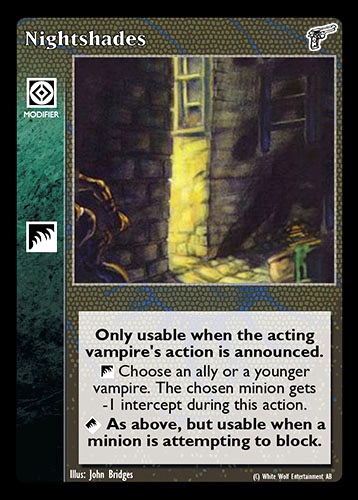 Nightshades
MODIFIER
Only usable when the acting
vampire's action is announced.
Choose an ally or a younger
vampire. The chosen minion gets
-1 intercept during this action.
As above, but usable when a
minion is attempting to block.
Illus: John Bridges
(C) White Wolf Entertainment AB